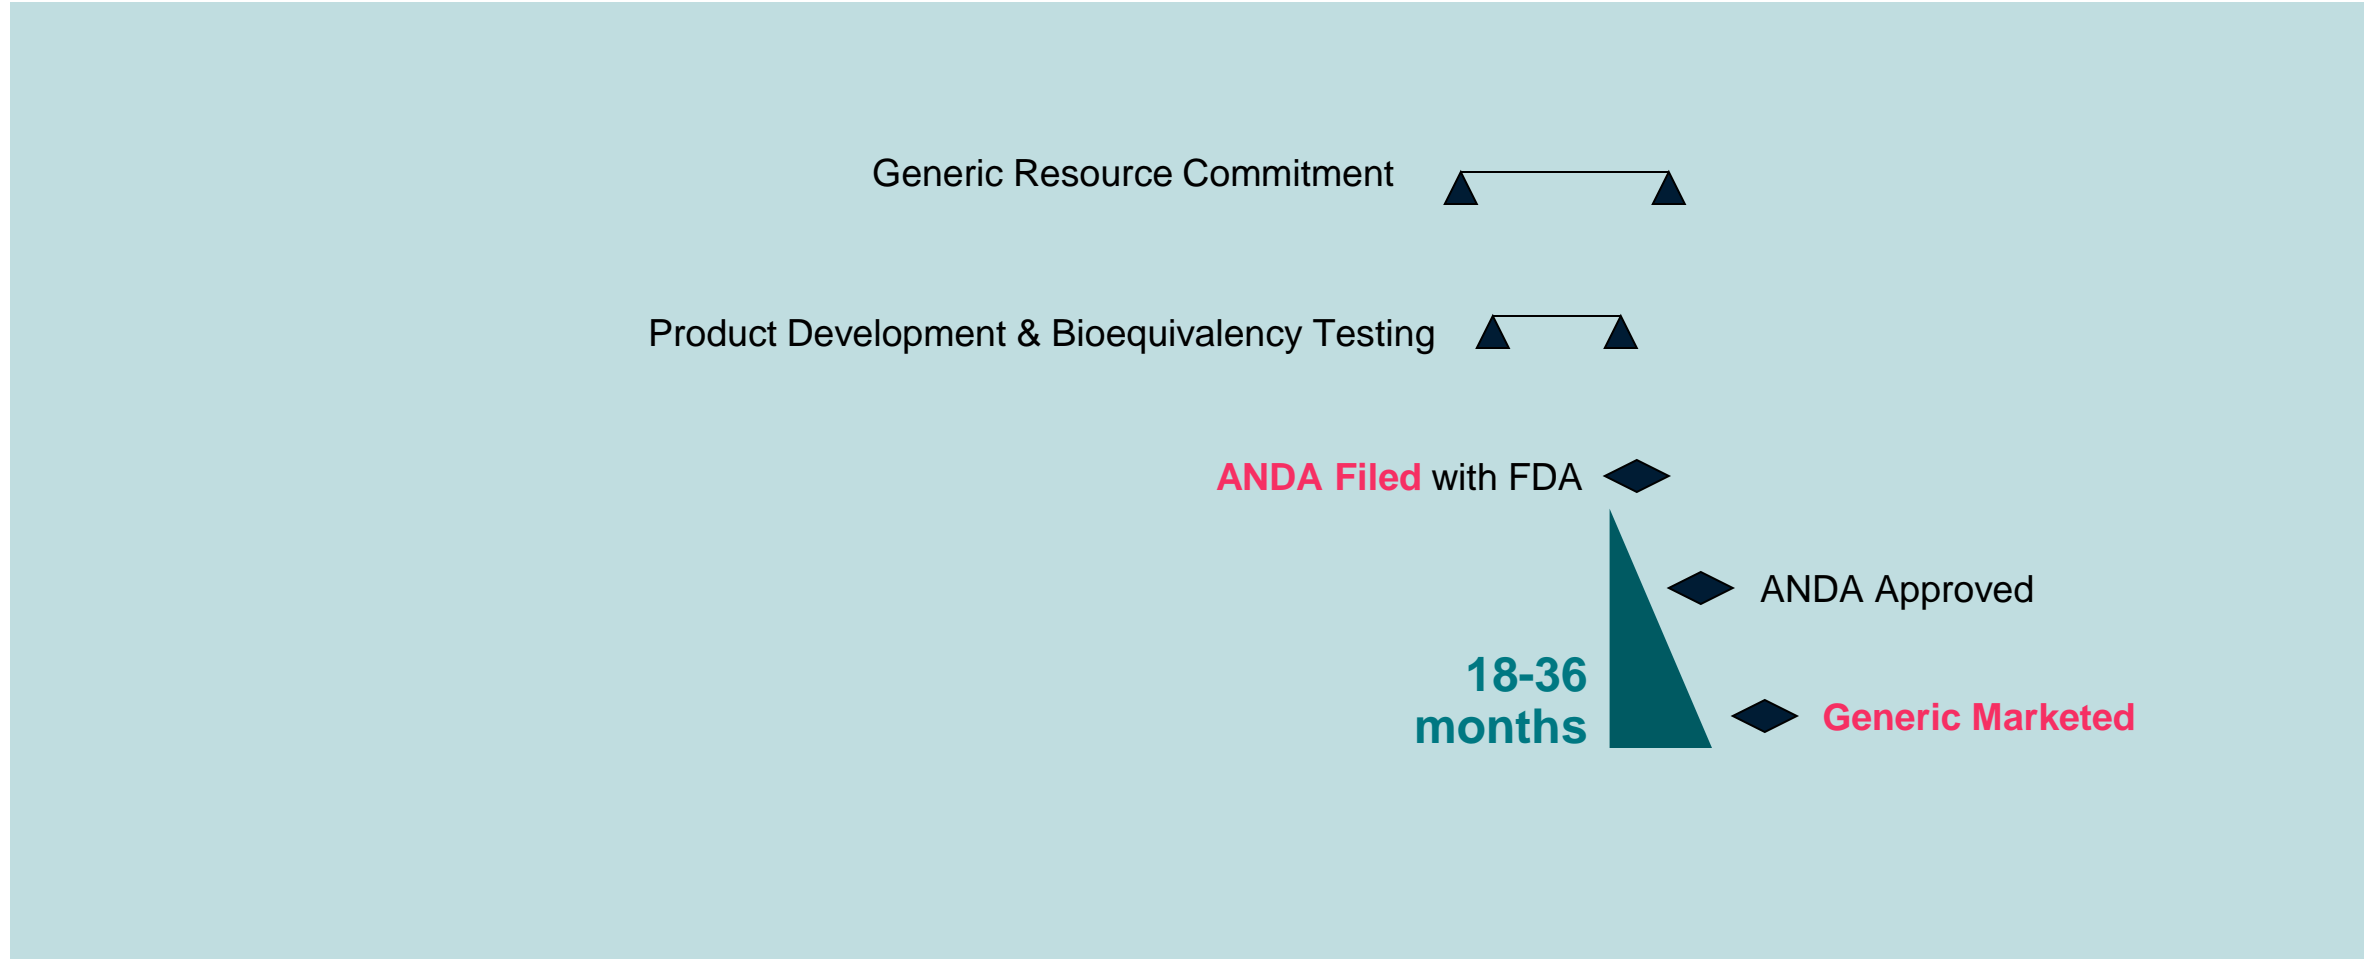 Generic Resource Commitment
Product Development & Bioequivalency Testing
ANDA Filed with FDA
ANDA Approved
18-36
months
Generic Marketed